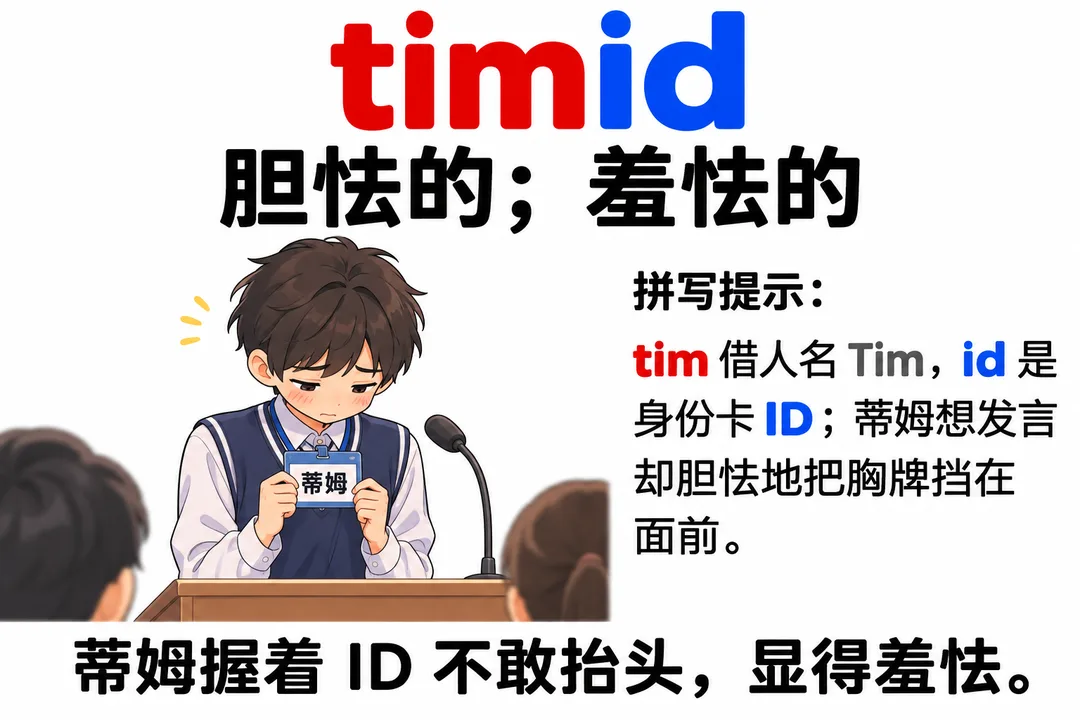 timid
胆怯的；羞怯的
拼写提示：
tim 借人名 Tim，id 是
身份卡 ID；蒂姆想发言
却胆怯地把胸牌挡在
面前。
蒂姆
蒂姆握着 ID 不敢抬头，显得羞怯。